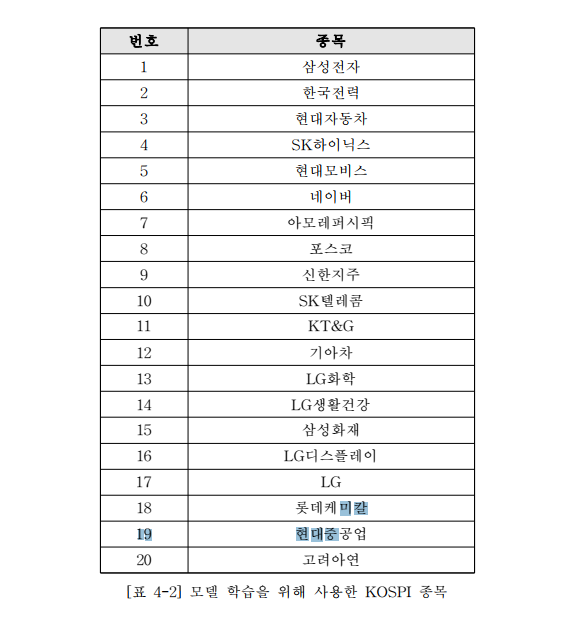 번호 종목
1 삼성전자
2 한국전력
3 현대자동차
4 SK하이닉스
5 현대모비스
6 네이버
7 아모레퍼시픽
8 포스코
9 신한지주
10 SK텔레콤
11 KT&G
12 기아차
13 LG화학
14 LG생활건강
15 삼성화재
16 LG디스플레이
17 LG
18 롯데케미칼
19 현대중공업
20 고려아연
[표 4-2] 모델 학습을 위해 사용한 KOSPI 종목